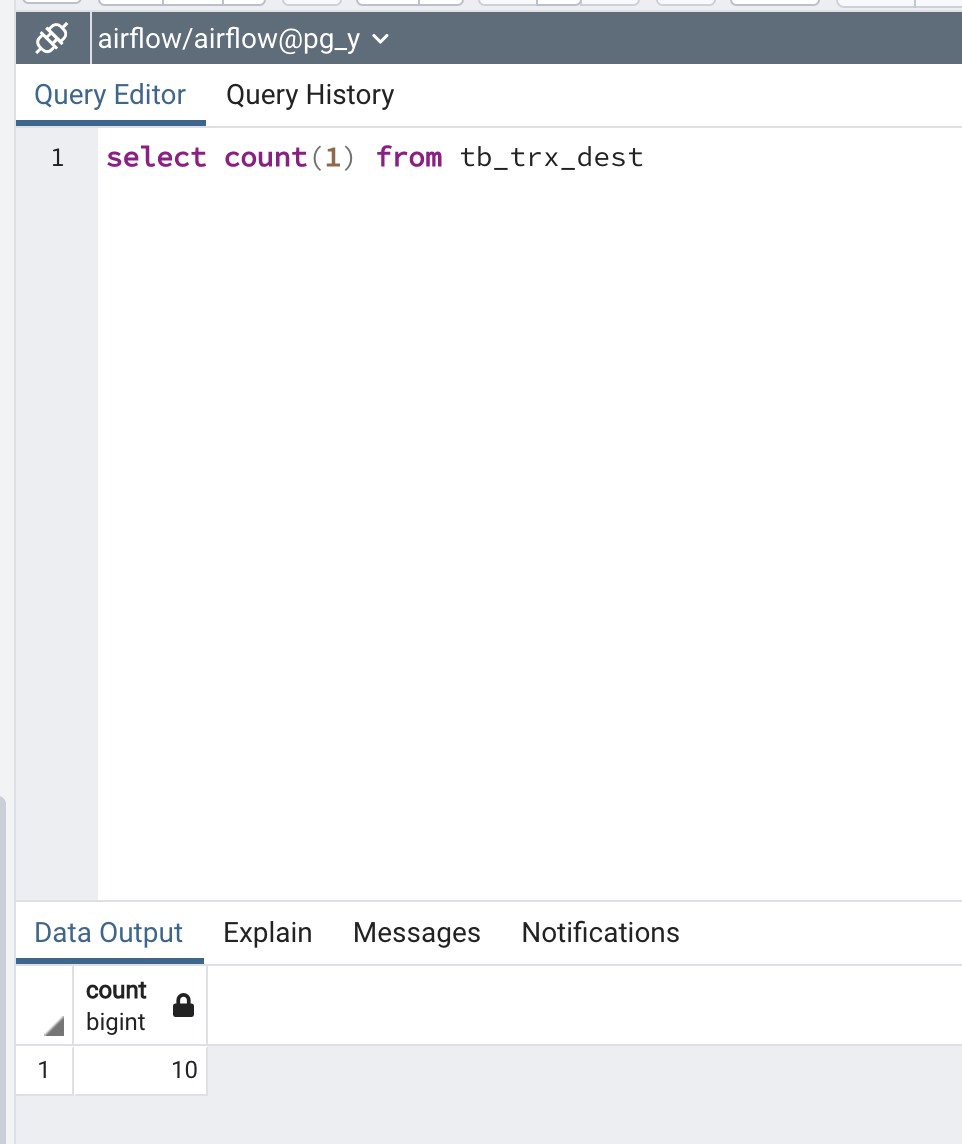 airflow/airflow@pg_y
Query Editor Query History
1 select count(1) from tb_trx_dest
Data Output Explain Messages Notifications
count
bigint
1 10